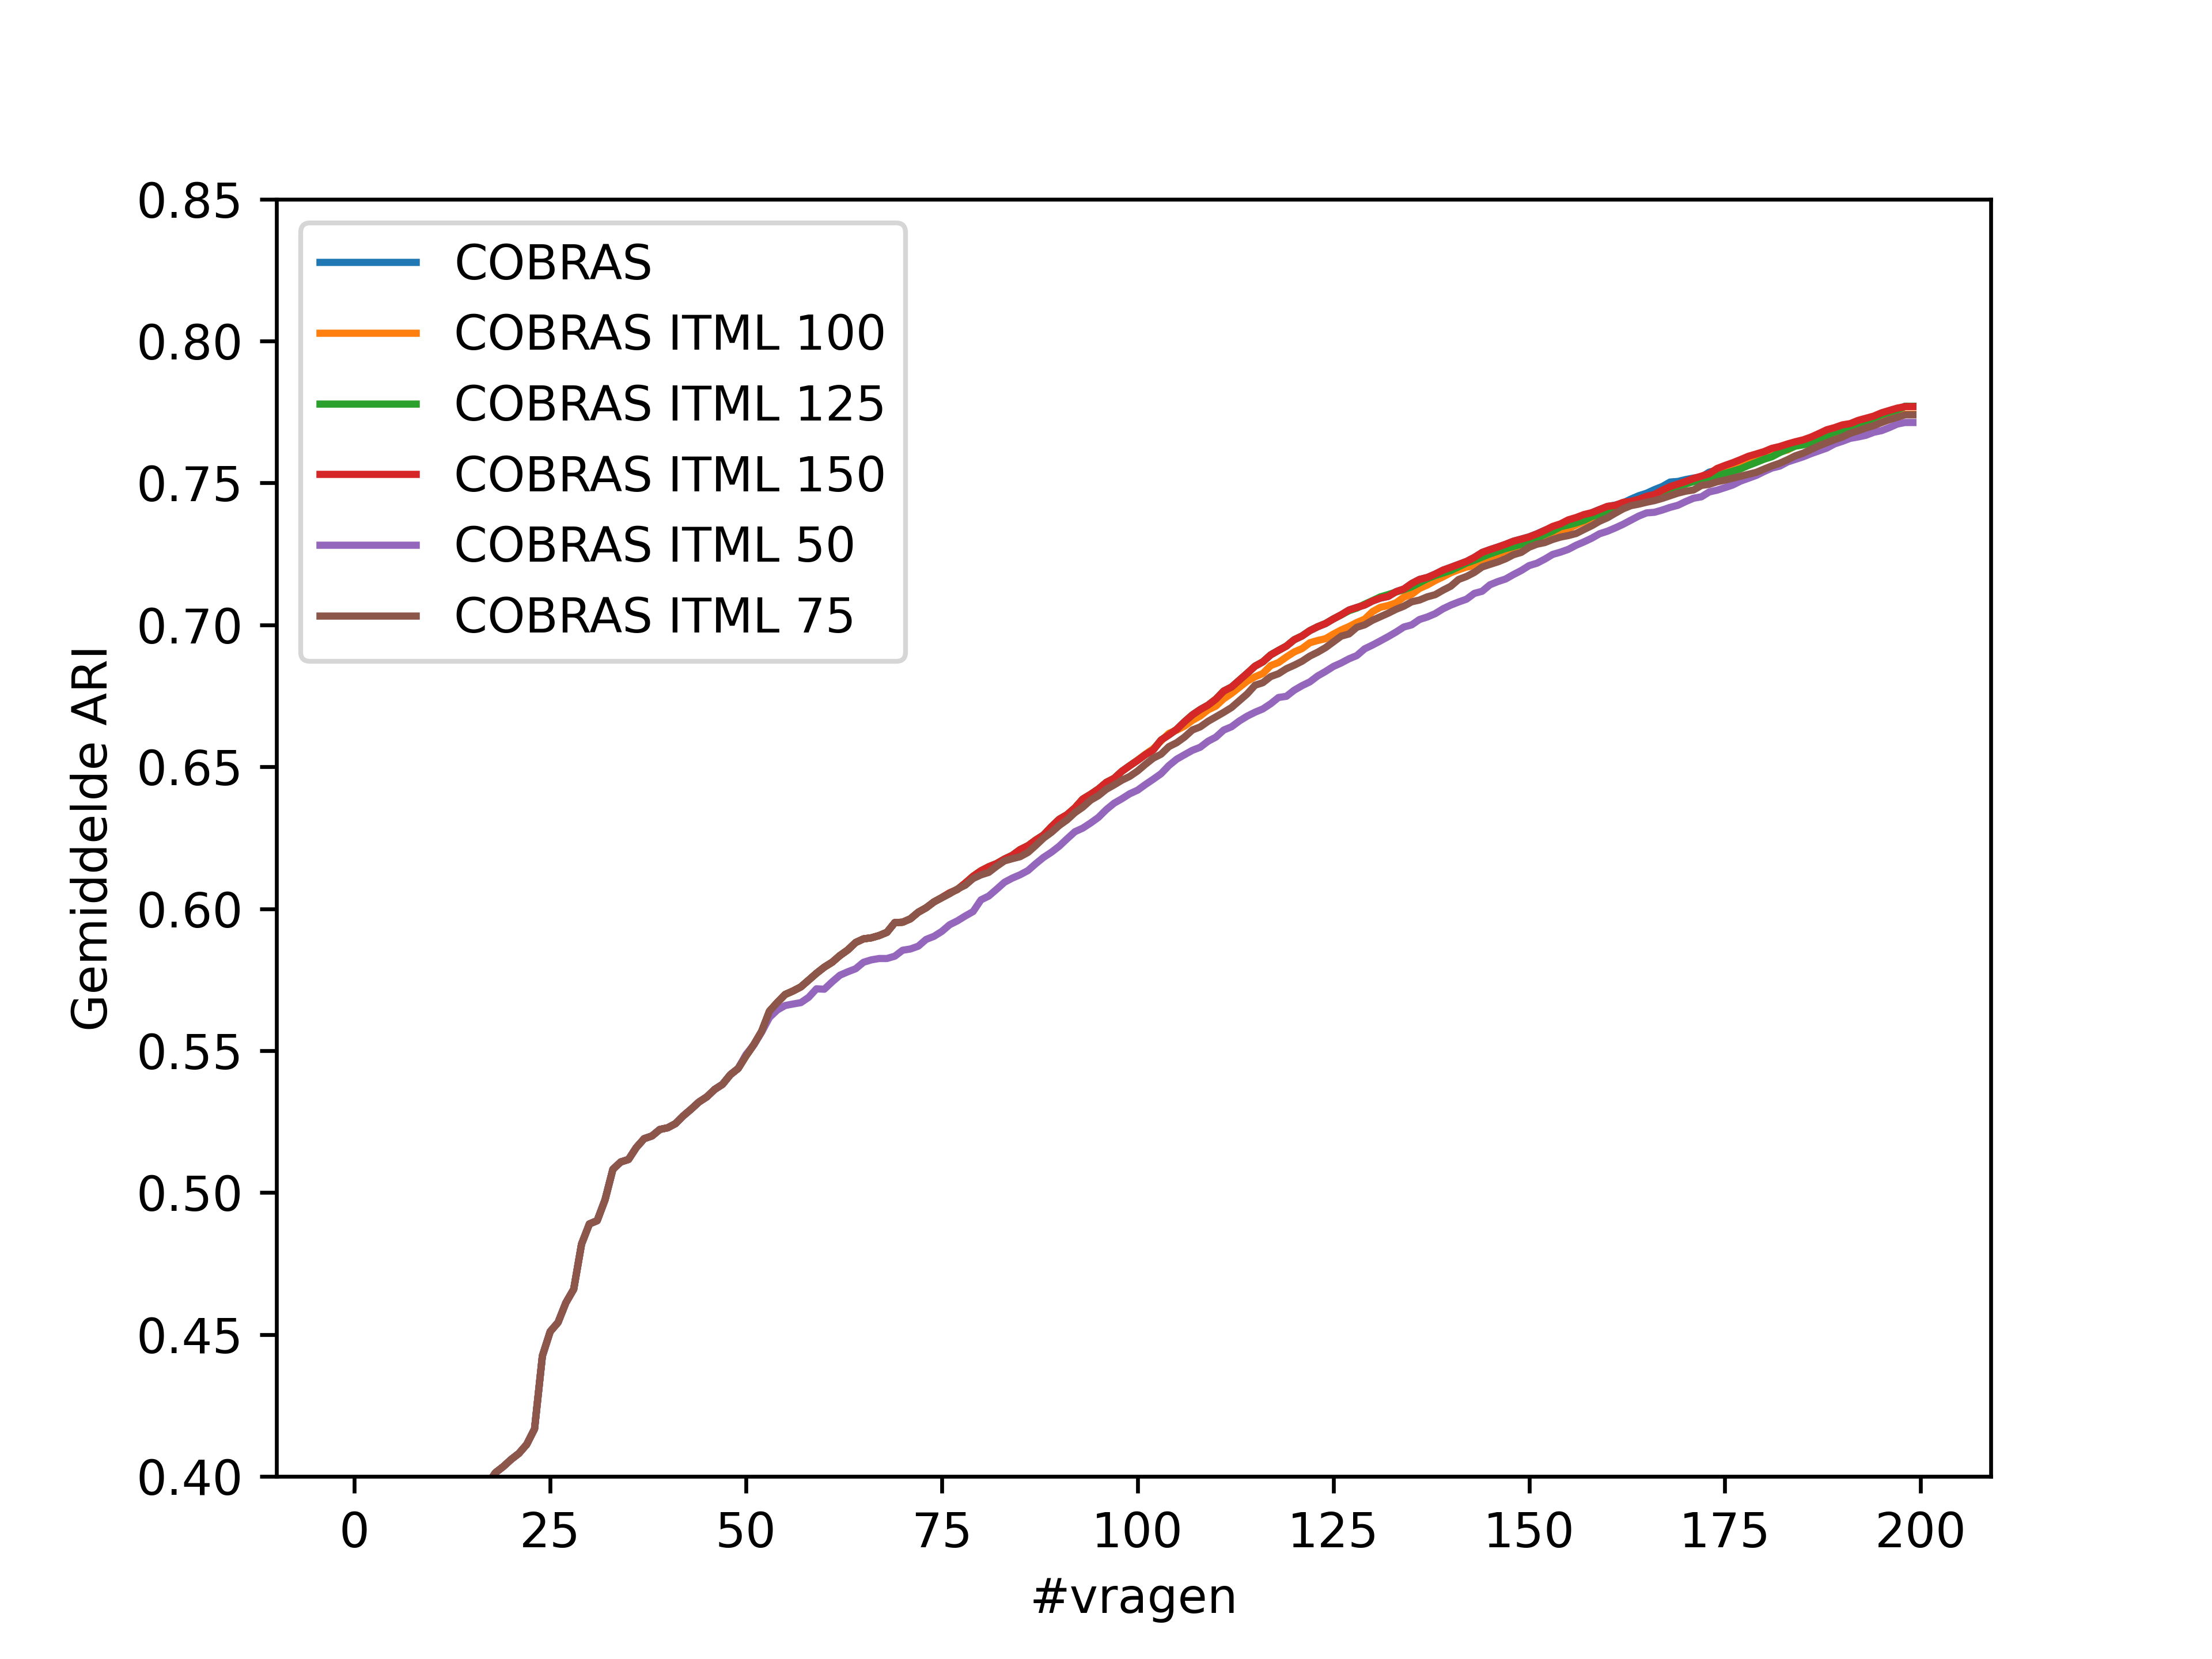 0.85
0.80
0.75
0.70
0.65
0.60
0.55
0.50
0.45
0.40
Gemiddelde ARI
COBRAS
COBRAS ITML 100
COBRAS ITML 125
COBRAS ITML 150
COBRAS ITML 50
COBRAS ITML 75
0 25 50 75 100 125 150 175 200
#vragen